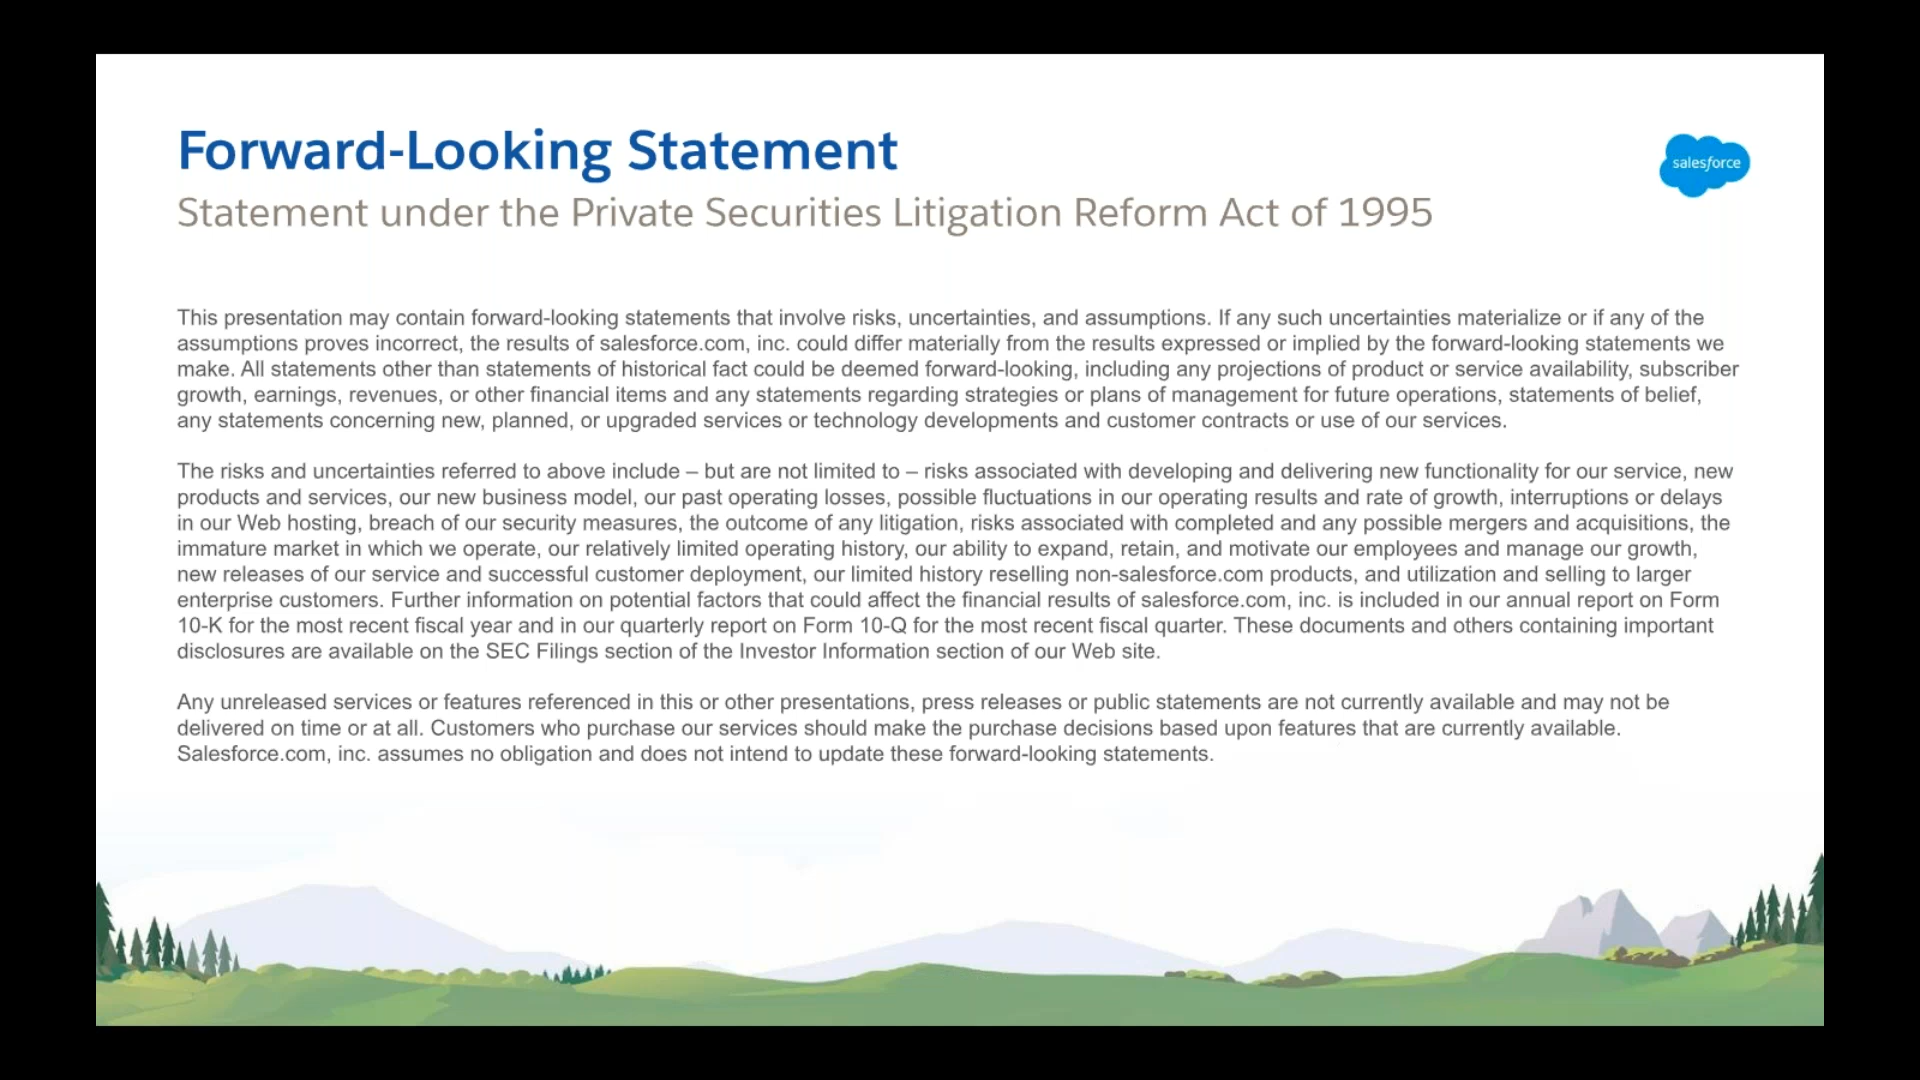 Forward-Looking Statement
salesforce
Statement under the Private Securities Litigation Reform Act of 1995
This presentation may contain forward-looking statements that involve risks, uncertainties, and assumptions. If any such uncertainties materialize or if any of the
assumptions proves incorrect, the results of salesforce.com, inc. could differ materially from the results expressed or implied by the forward-looking statements we
make. All statements other than statements of historical fact could be deemed forward-looking, including any projections of product or service availability, subscriber
growth, earnings, revenues, or other financial items and any statements regarding strategies or plans of management for future operations, statements of belief,
any statements concerning new, planned, or upgraded services or technology developments and customer contracts or use of our services.
The risks and uncertainties referred to above include – but are not limited to – risks associated with developing and delivering new functionality for our service, new
products and services, our new business model, our past operating losses, possible fluctuations in our operating results and rate of growth, interruptions or delays
in our Web hosting, breach of our security measures, the outcome of any litigation, risks associated with completed and any possible mergers and acquisitions, the
immature market in which we operate, our relatively limited operating history, our ability to expand, retain, and motivate our employees and manage our growth,
new releases of our service and successful customer deployment, our limited history reselling non-salesforce.com products, and utilization and selling to larger
enterprise customers. Further information on potential factors that could affect the financial results of salesforce.com, inc. is included in our annual report on Form
10-K for the most recent fiscal year and in our quarterly report on Form 10-Q for the most recent fiscal quarter. These documents and others containing important
disclosures are available on the SEC Filings section of the Investor Information section of our Web site.
Any unreleased services or features referenced in this or other presentations, press releases or public statements are not currently available and may not be
delivered on time or at all. Customers who purchase our services should make the purchase decisions based upon features that are currently available.
Salesforce.com, inc. assumes no obligation and does not intend to update these forward-looking statements.